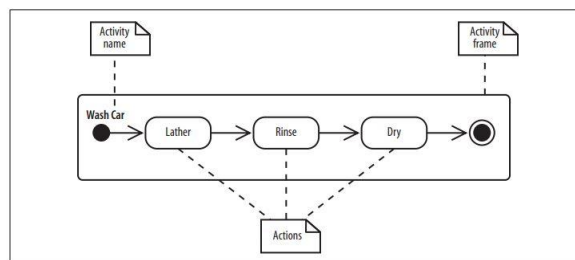 Activity
name
Activity
frame
Wash Car
Lather
Rinse
Dry
Actions